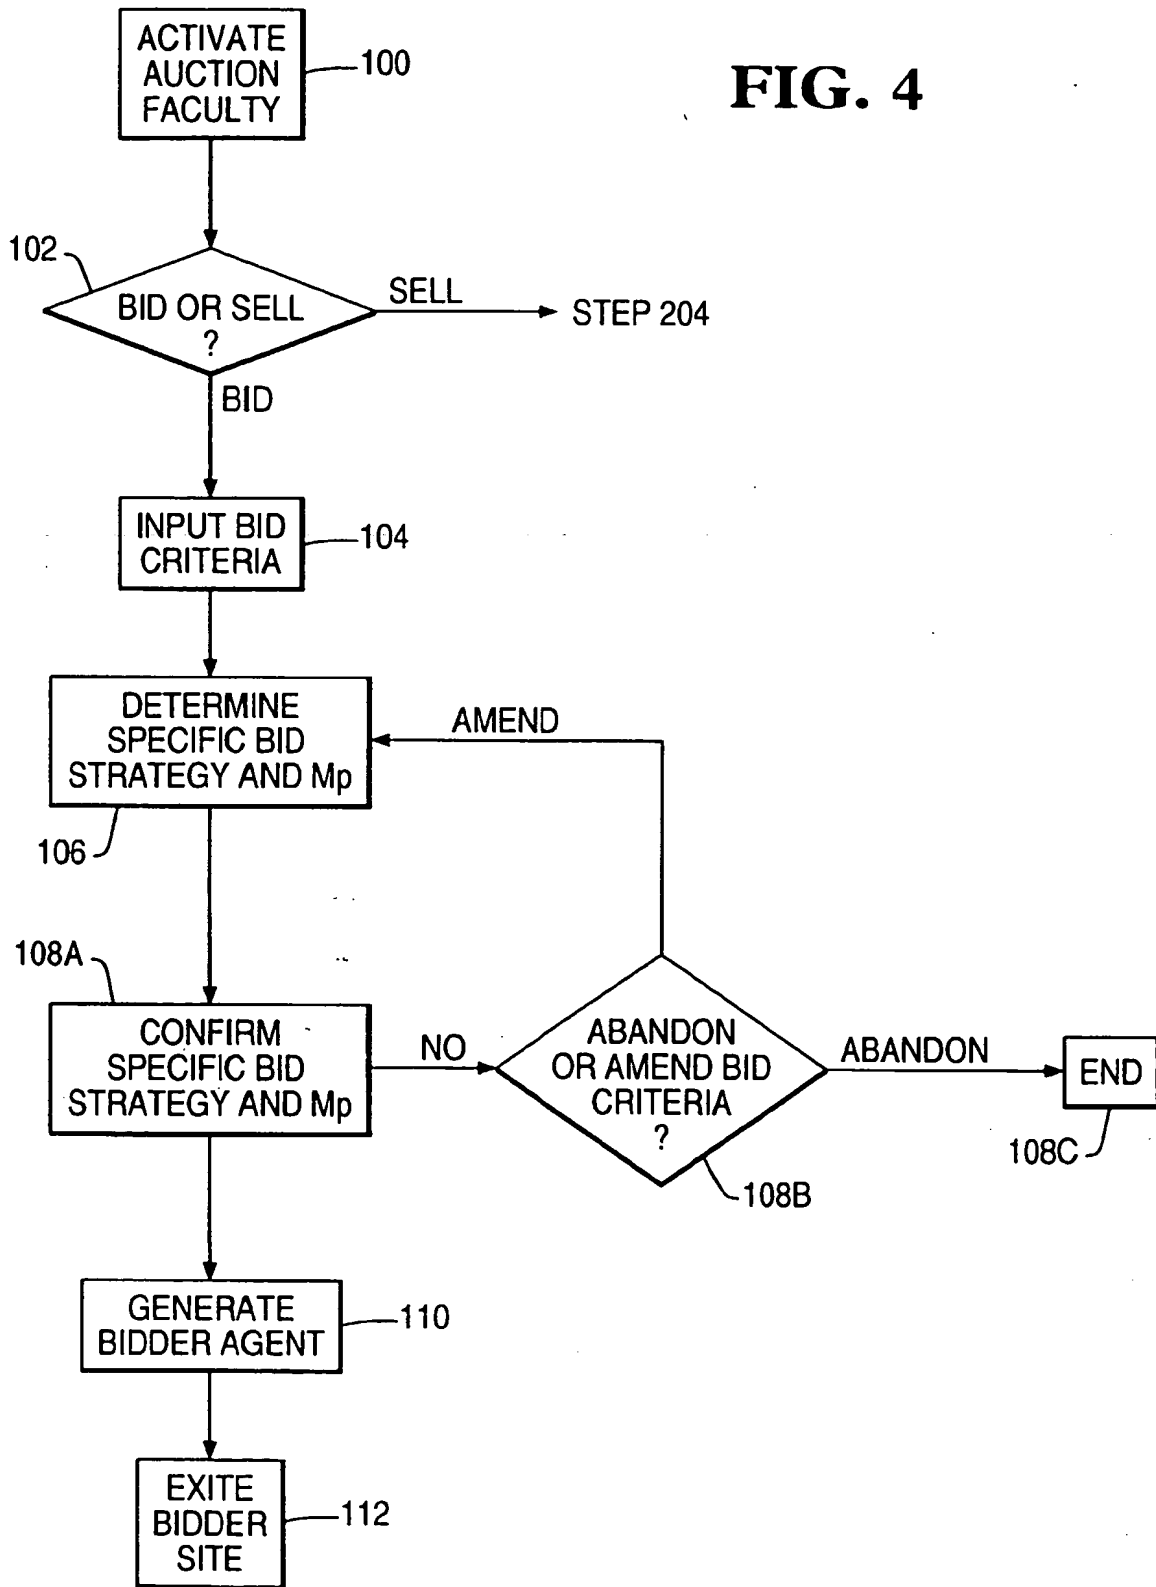 FIG. 4
ACTIVATE
AUCTION
FACULTY
100
102
BID OR SELL
?
SELL
STEP 204
BID
INPUT BID
CRITERIA
104
DETERMINE
SPECIFIC BID
STRATEGY AND Mp
AMEND
106
108A
CONFIRM
SPECIFIC BID
STRATEGY AND Mp
NO
ABANDON
OR AMEND BID
CRITERIA
?
ABANDON
END
108C
108B
GENERATE
BIDDER AGENT
110
EXITE
BIDDER
SITE
112